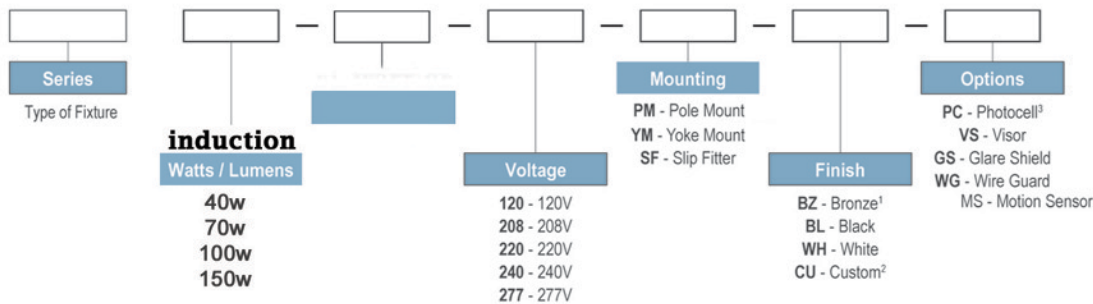 Series
Type of Fixture
induction
Watts / Lumens
40w
70w
100w
150w
Voltage
120 - 120V
208 - 208V
220 - 220V
240 - 240V
277 - 277V
Mounting
PM - Pole Mount
YM - Yoke Mount
SF - Slip Fitter
Finish
BZ - Bronze¹
BL - Black
WH - White
CU - Custom²
Options
PC - Photocell³
VS - Visor
GS - Glare Shield
WG - Wire Guard
MS - Motion Sensor